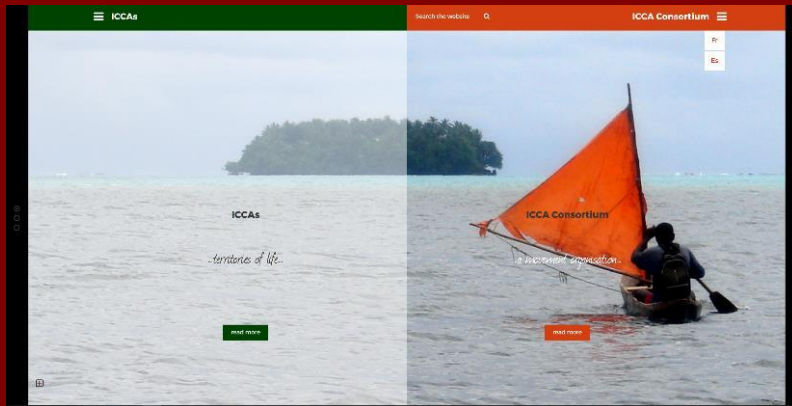 ICCAs
Search the website
ICCA Consortium
Fr
Es
ICCAs
...territories of life...
read more
ICCA Consortium
...a movement organisation...
read more